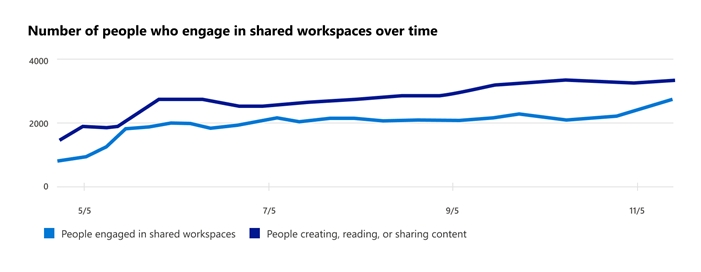 Number of people who engage in shared workspaces over time
4000
2000
0
5/5 7/5 9/5 11/5
People engaged in shared workspaces People creating, reading, or sharing content